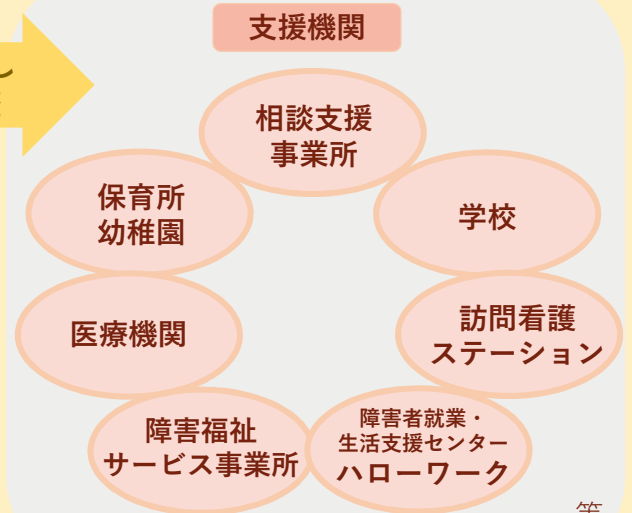 支援機関
相談支援
事業所
保育所
幼稚園
学校
医療機関
訪問看護
ステーション
障害福祉
サービス事業所
障害者就業・
生活支援センター
ハローワーク
等